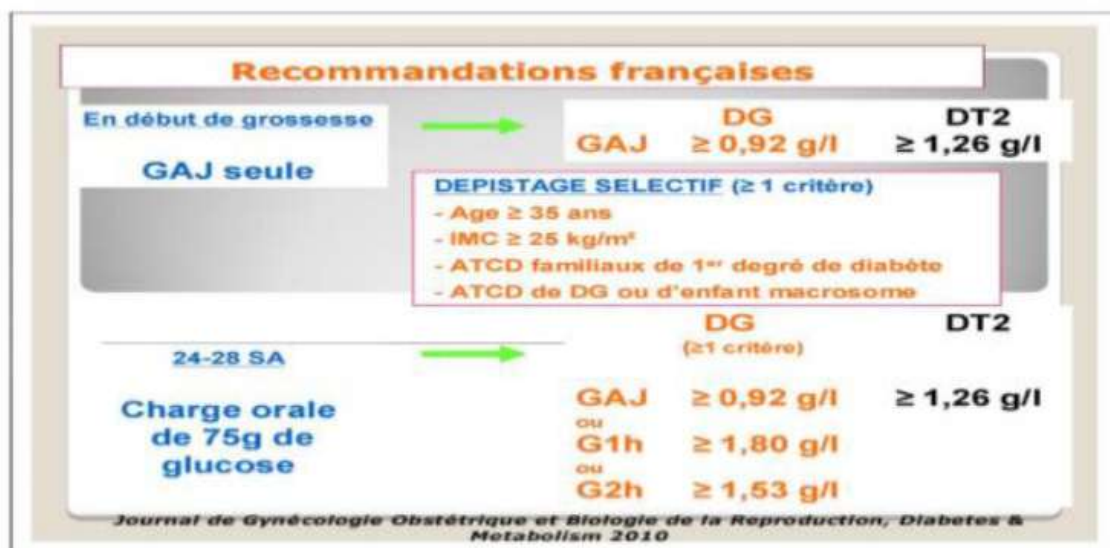 Recommandations françaises
En début de grossesse
GAJ seule
DG DT2
GAJ ≥ 0,92 g/l ≥ 1,26 g/l
DEPISTAGE SELECTIF (≥ 1 critère)
- Age ≥ 35 ans
- IMC ≥ 25 kg/m²
- ATCD familiaux de 1er degré de diabète
- ATCD de DG ou d'enfant macrosome
DG DT2
(≥1 critère)
24-28 SA
Charge orale
de 75g de
glucose
GAJ ≥ 0,92 g/l ≥ 1,26 g/l
ou
G1h ≥ 1,80 g/l
ou
G2h ≥ 1,53 g/l
Journal de Gynécologie Obstétrique et Biologie de la Reproduction, Diabetes &
Metabolism 2010